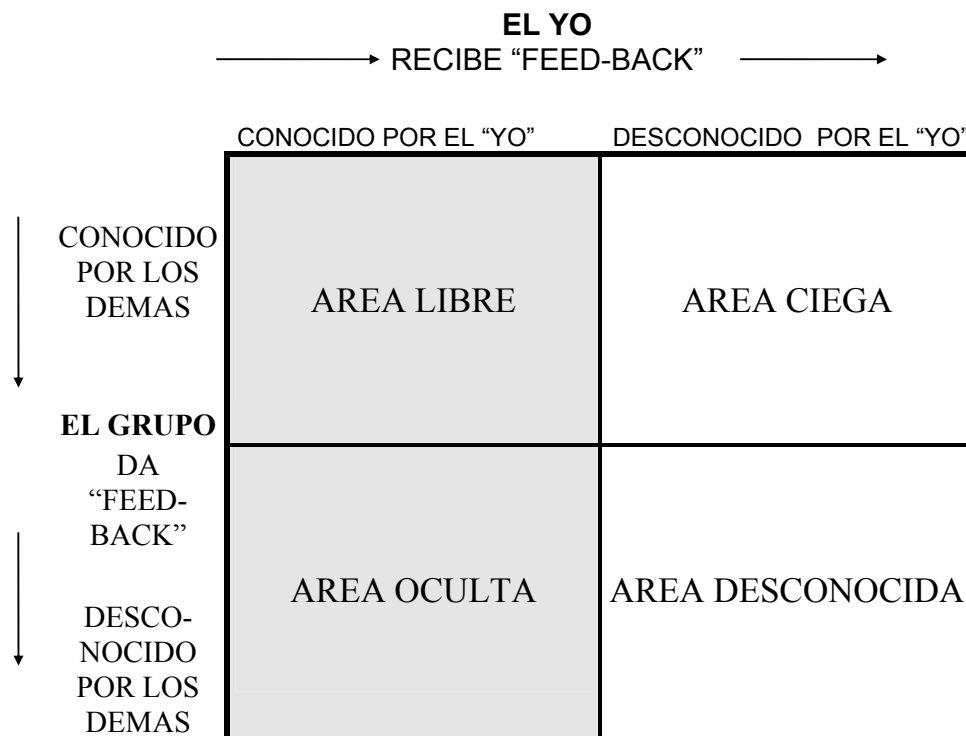 EL YO
RECIBE “FEED-BACK”
CONOCIDO POR EL “YO”
DESCONOCIDO POR EL “YO”
CONOCIDO
POR LOS
DEMAS
AREA LIBRE
AREA CIEGA
EL GRUPO
DA
“FEED-
BACK”
AREA OCULTA
AREA DESCONOCIDA
DESCO-
NOCIDO
POR LOS
DEMAS